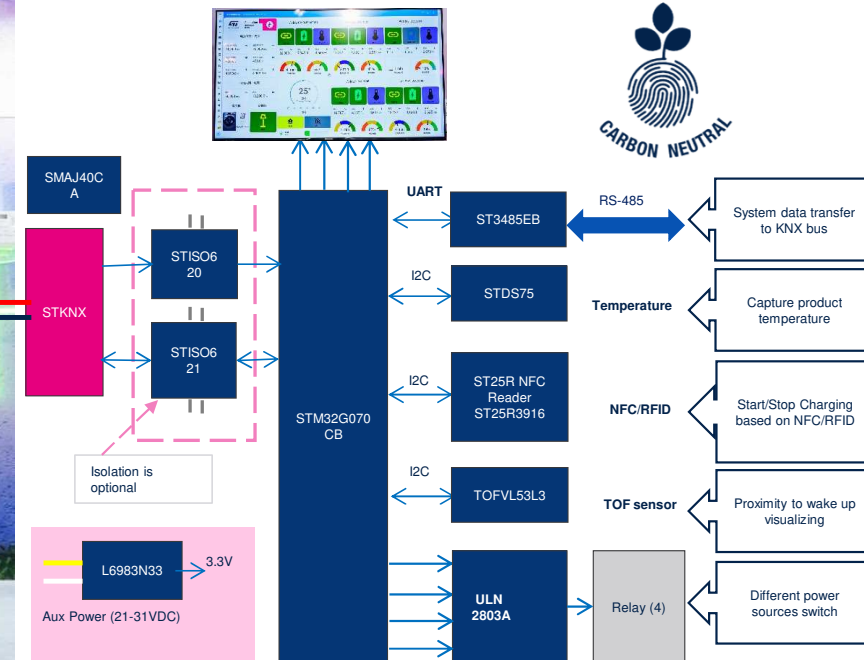 CARBON NEUTRAL
25°
SMAJ40C
A
STKNX
STISO6
20
STISO6
21
Isolation is
optional
L6983N33
3.3V
Aux Power (21-31VDC)
STM32G070
CB
UART
ST3485EB
RS-485
System data transfer
to KNX bus
I2C
STDS75
Temperature
Capture product
temperature
I2C
ST25R NFC
Reader
ST25R3916
NFC/RFID
Start/Stop Charging
based on NFC/RFID
I2C
TOFVL53L3
TOF sensor
Proximity to wake up
visualizing
ULN
2803A
Relay (4)
Different power
sources switch